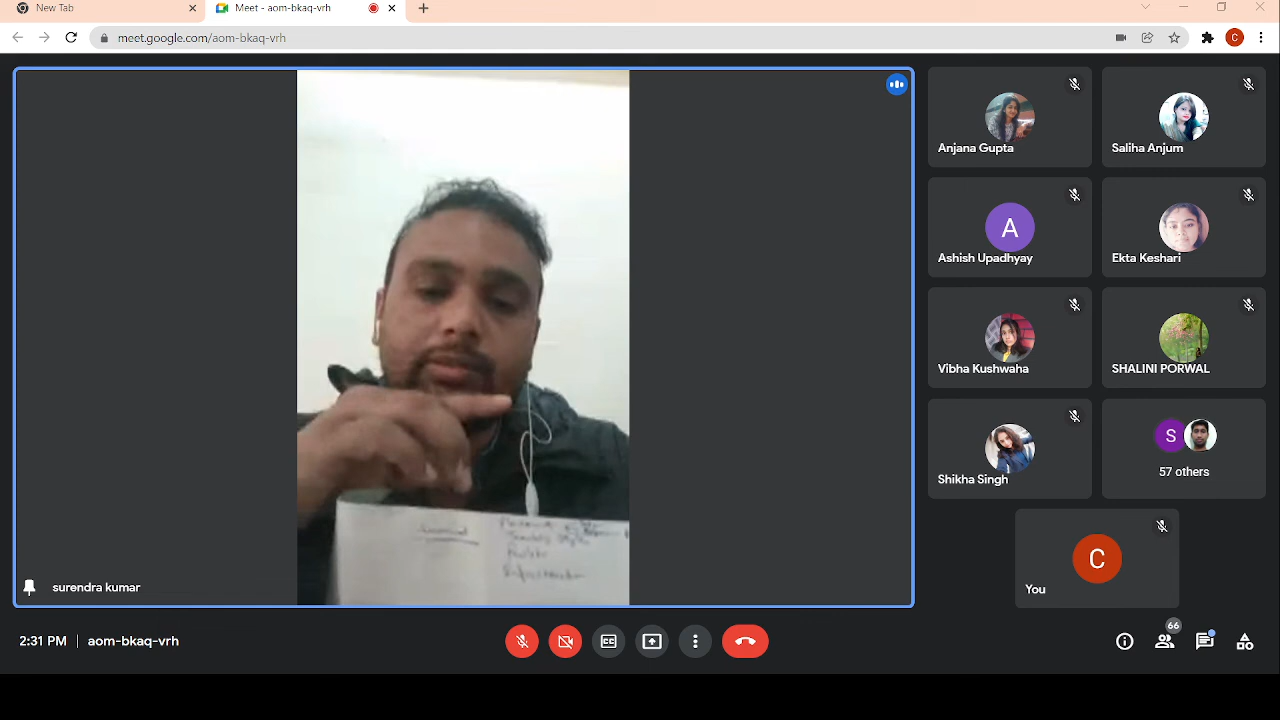 New Tab
Meet - aom-bkaq-vrh
meet.google.com/aom-bkaq-vrh
C
Anjana Gupta
Saliha Anjum
A
Ashish Upadhyay
Ekta Keshari
Vibha Kushwaha
SHALINI PORWAL
Shikha Singh
S
57 others
C
You
surendra kumar
2:31 PM | aom-bkaq-vrh
CC
66